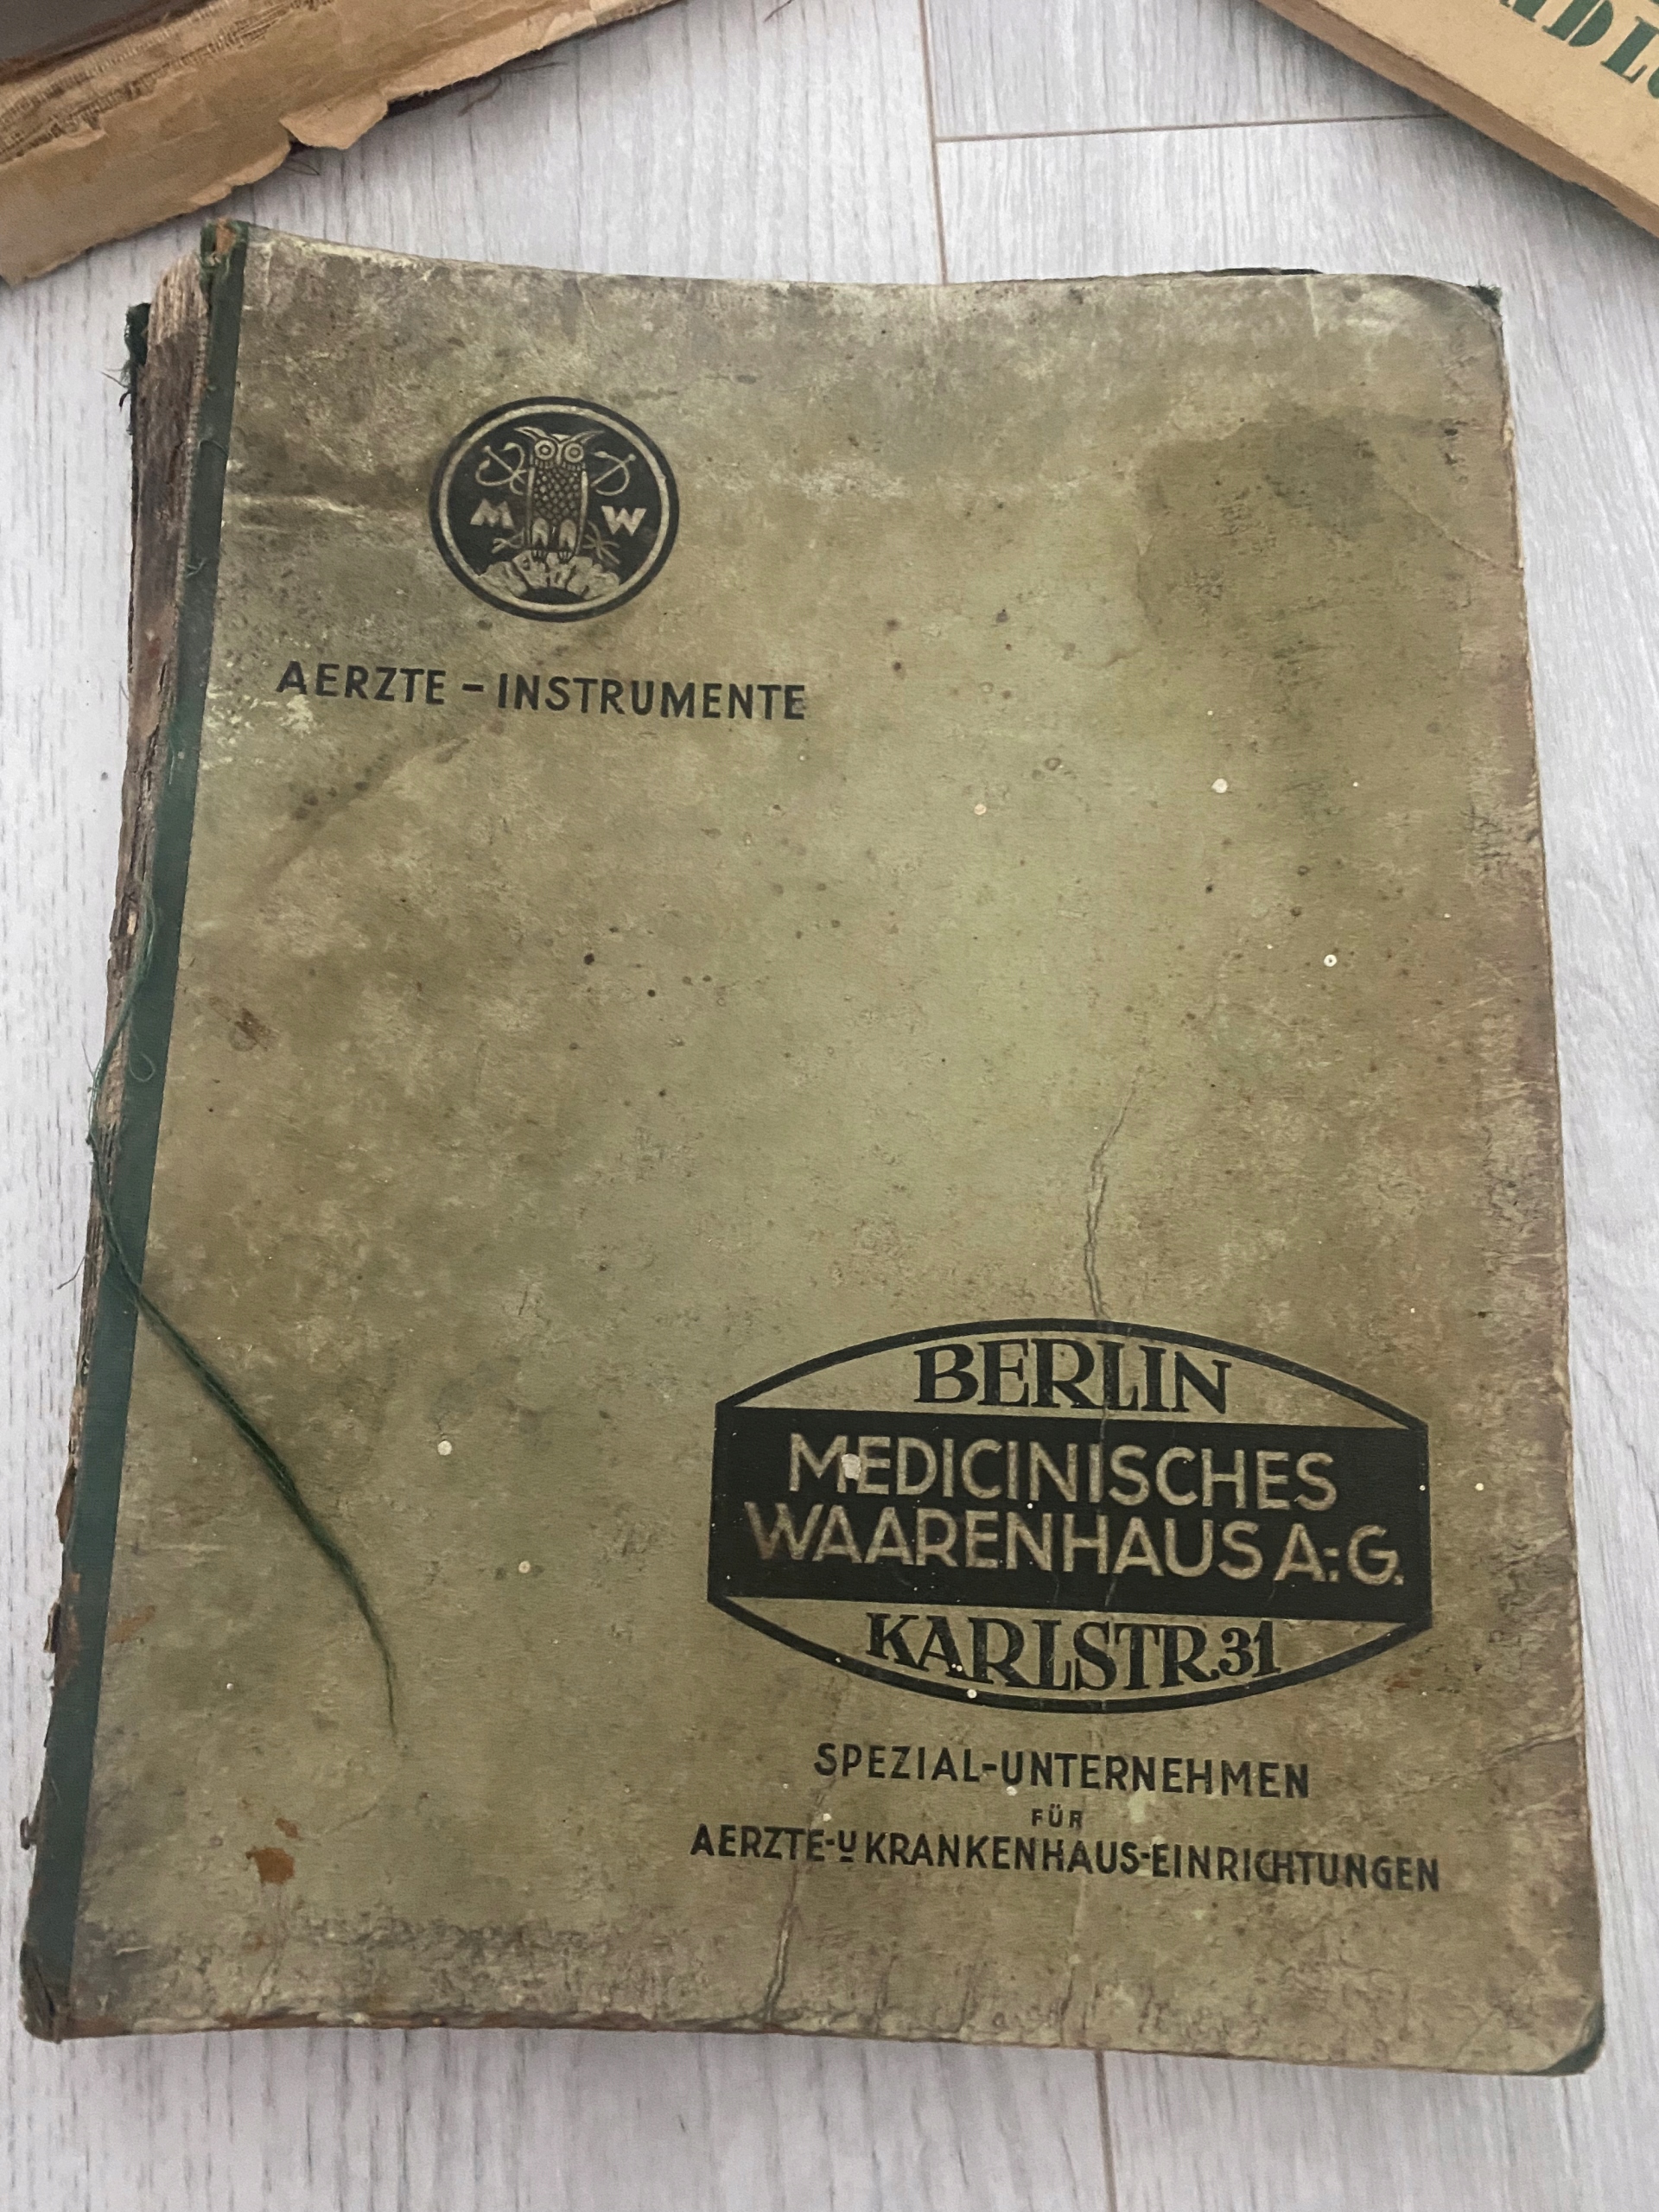 M W
AERZTE - INSTRUMENTE
BERLIN
MEDICINISCHES
WAARENHAUS A:G.
KARLSTR.31
SPEZIAL-UNTERNEHMEN
FÜR
AERZTE-U KRANKENHAUS-EINRICHTUNGEN